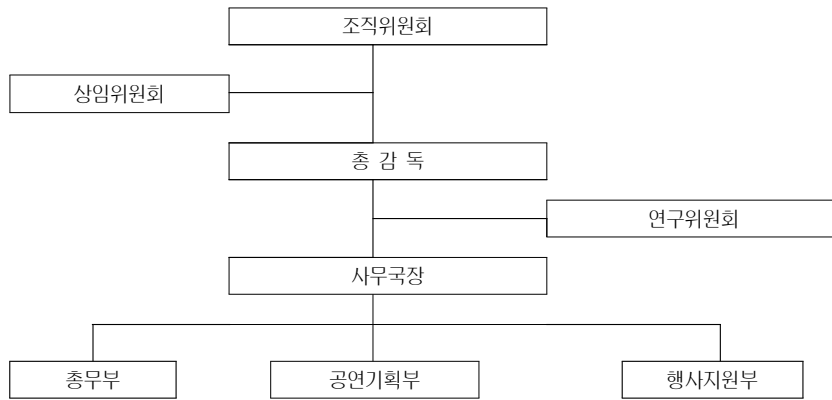 조직위원회
상임위원회
총 감 독
연구위원회
사무국장
총무부 공연기획부 행사지원부